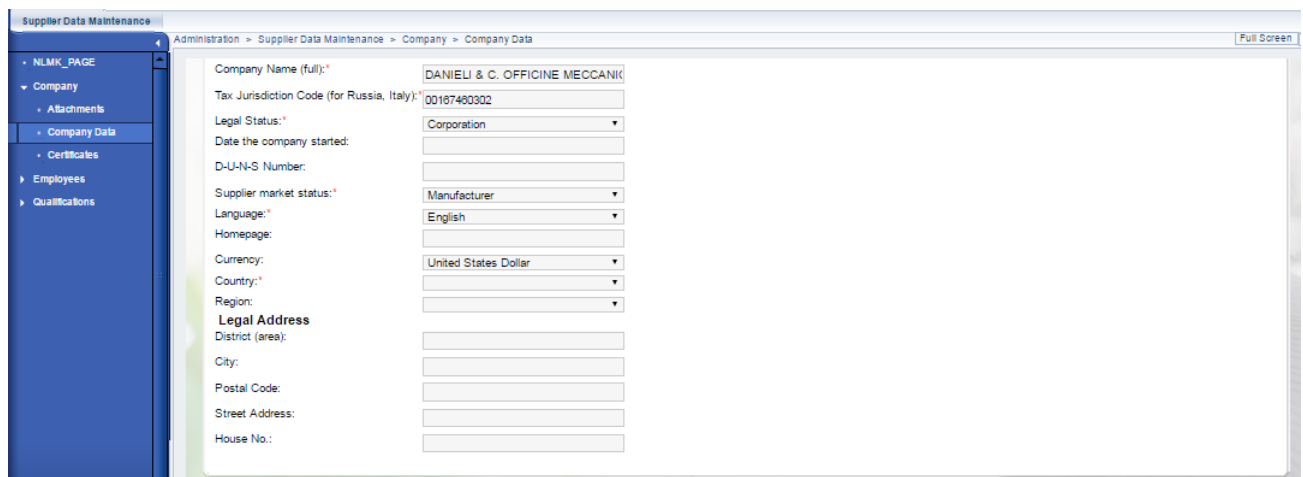 Supplier Data Maintenance
Administration > Supplier Data Maintenance > Company > Company Data
Full Screen
NLMK_PAGE
Company
Attachments
Company Data
Certificates
Employees
Qualifications
Company Name (full):* DANIELI & C. OFFICINE MECCANI
Tax Jurisdiction Code (for Russia, Italy):* 00167460302
Legal Status:* Corporation
Date the company started:
D-U-N-S Number:
Supplier market status:* Manufacturer
Language:* English
Homepage:
Currency: United States Dollar
Country:*
Region:
Legal Address
District (area):
City:
Postal Code:
Street Address:
House No.: